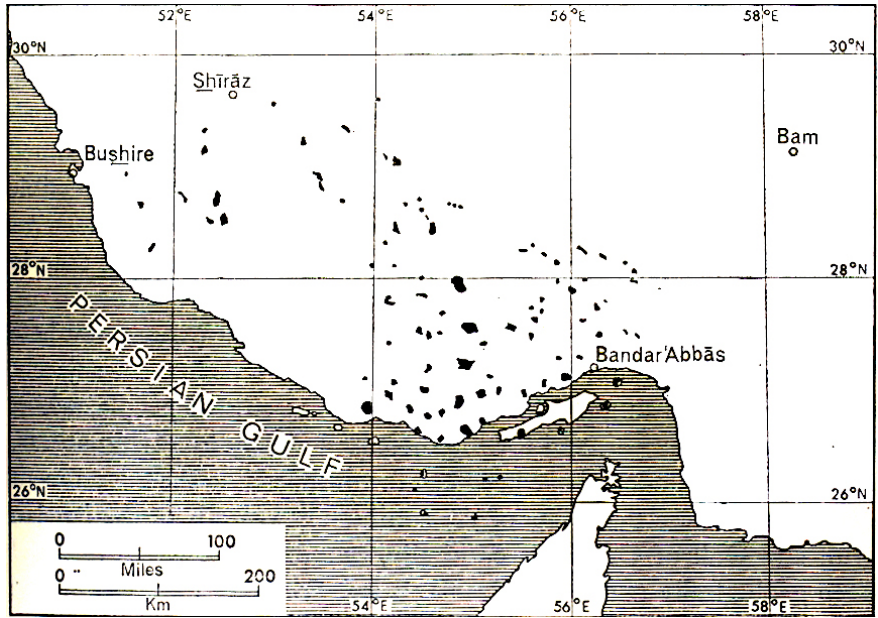 52°E 54°E 56°E 58°E
30°N 30°N
Shīrāz
Bam
Bushire
28°N 28°N
PERSIAN GULF
Bandar'Abbās
26°N 26°N
0 100
Miles
0 200
Km
54°E 56°E 58°E